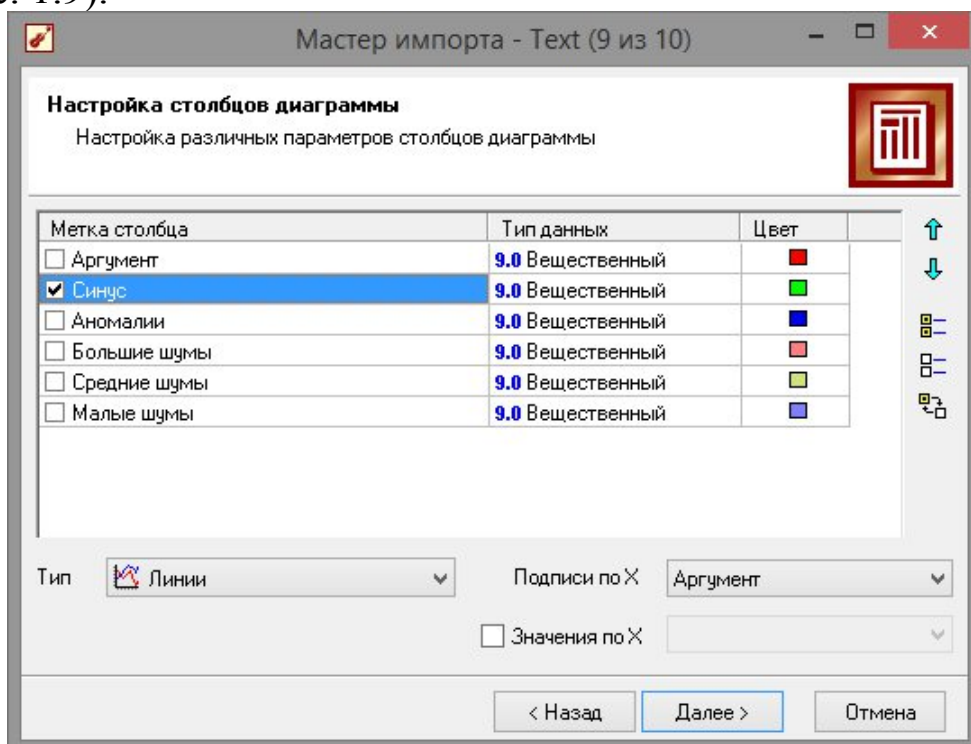 1.9).
Мастер импорта - Text (9 из 10)
Настройка столбцов диаграммы
Настройка различных параметров столбцов диаграммы
Метка столбца Тип данных Цвет
Аргумент 9.0 Вещественный
Синус 9.0 Вещественный
Аномалии 9.0 Вещественный
Большие шумы 9.0 Вещественный
Средние шумы 9.0 Вещественный
Малые шумы 9.0 Вещественный
Тип Линии Подписи по X Аргумент
Значения по X
< Назад Далее > Отмена